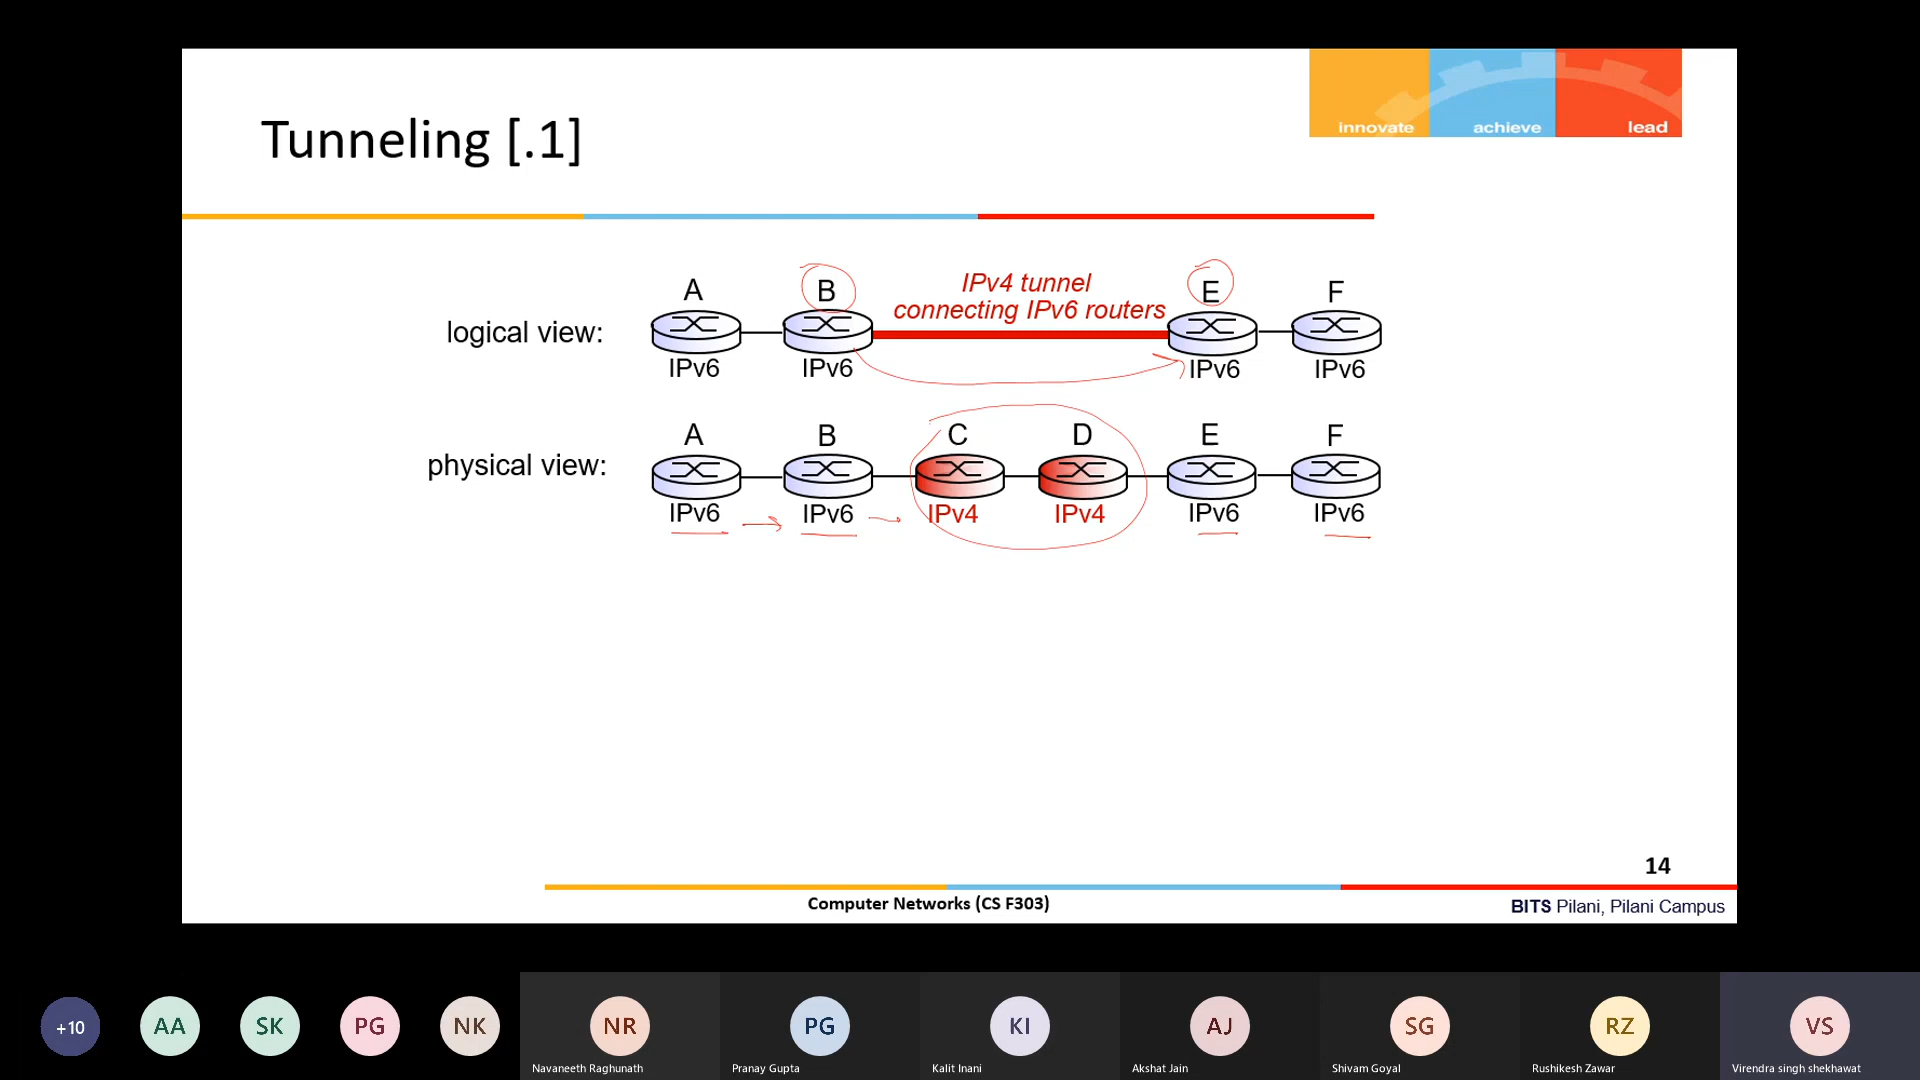 innovate achieve lead
Tunneling [.1]
IPv4 tunnel
connecting IPv6 routers
A B E F
logical view:
IPv6 IPv6 IPv6 IPv6
A B C D E F
physical view:
IPv6 IPv6 IPv4 IPv4 IPv6 IPv6
14
Computer Networks (CS F303)
BITS Pilani, Pilani Campus
+10 AA SK PG NK NR PG KI AJ SG RZ VS
Navaneeth Raghunath Pranay Gupta Kalit Inani Akshat Jain Shivam Goyal Rushikesh Zawar Virendra singh shekhawat